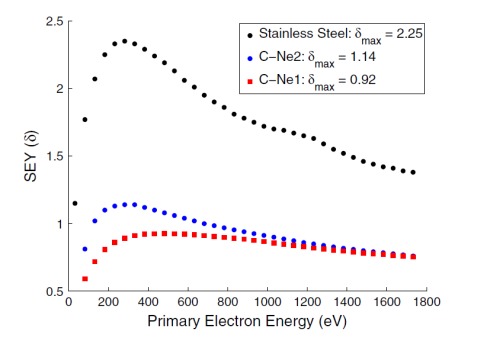 2.5
2
1.5
1
0.5
SEY (δ)
Stainless Steel: δmax = 2.25
C−Ne2: δmax = 1.14
C−Ne1: δmax = 0.92
0 200 400 600 800 1000 1200 1400 1600 1800
Primary Electron Energy (eV)